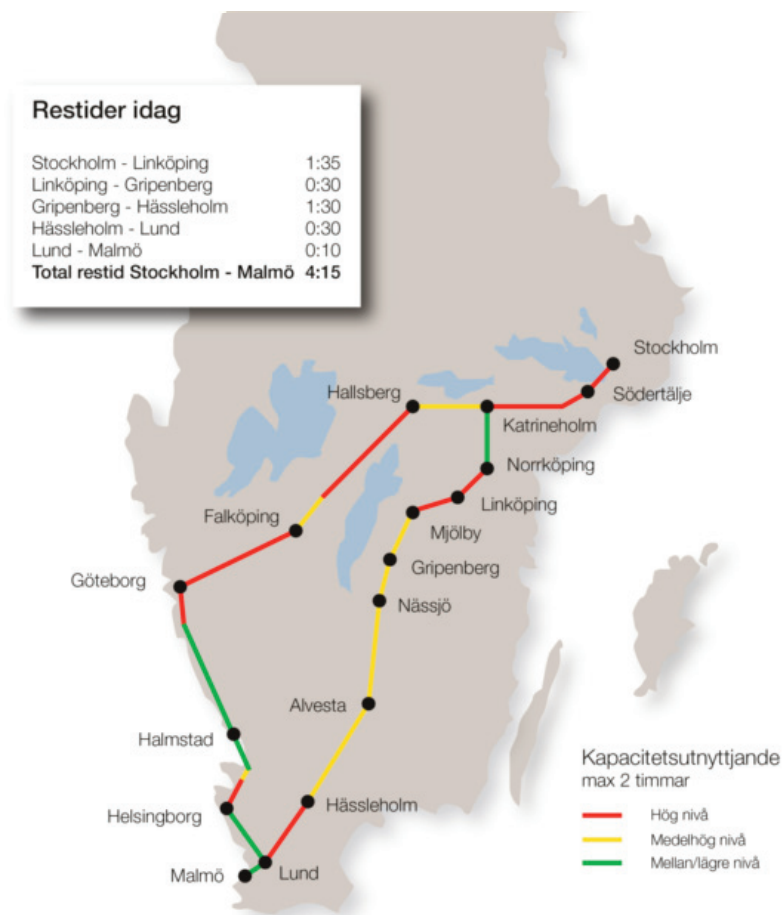 Restider idag
Stockholm - Linköping 1:35
Linköping - Gripenberg 0:30
Gripenberg - Hässleholm 1:30
Hässleholm - Lund 0:30
Lund - Malmö 0:10
Total restid Stockholm - Malmö 4:15
Stockholm
Södertälje
Hallsberg
Katrineholm
Norrköping
Linköping
Falköping
Mjölby
Gripenberg
Göteborg
Nässjö
Alvesta
Halmstad
Hässleholm
Helsingborg
Lund
Malmö
Kapacitetsutnyttjande
max 2 timmar
Hög nivå
Medelhög nivå
Mellan/lägre nivå